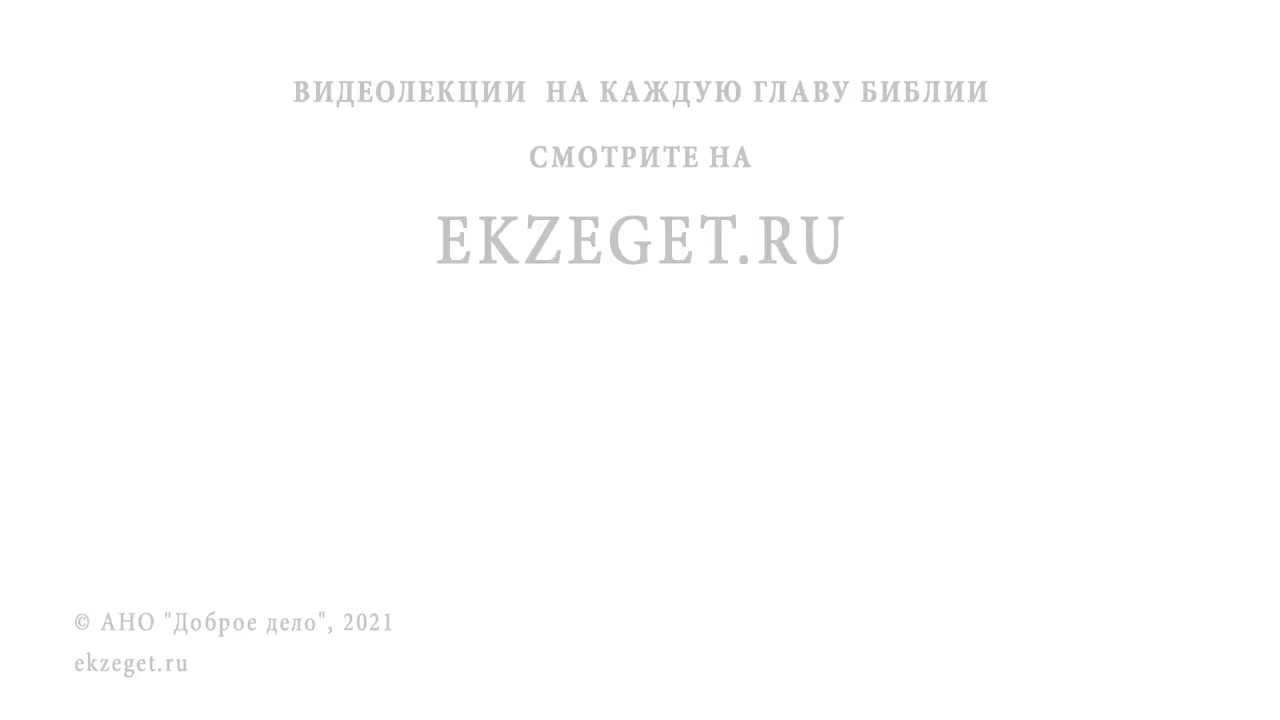 ВИДЕОЛЕКЦИИ НА КАЖДУЮ ГЛАВУ БИБЛИИ
СМОТРИТЕ НА
EKZEGET.RU
© АНО "Доброе дело", 2021
ekzeget.ru